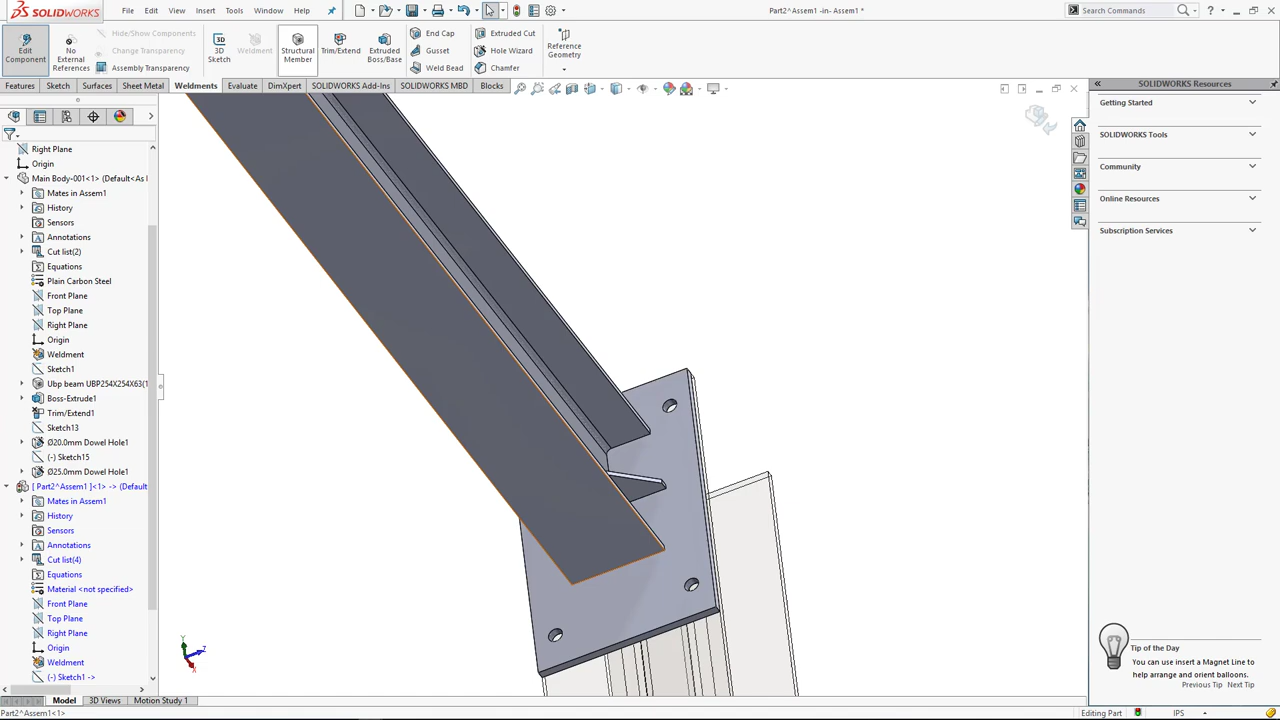 SOLIDWORKS File Edit View Insert Tools Window Help Part2^Assem1 -in- Assem1 * Search Commands
Edit Component
No External References
Hide/Show Components
Change Transparency
Assembly Transparency
3D Sketch
Weldment
Structural Member
Trim/Extend
Extruded Boss/Base
End Cap
Gusset
Weld Bead
Extruded Cut
Hole Wizard
Chamfer
Reference Geometry
Features Sketch Surfaces Sheet Metal Weldments Evaluate DimXpert SOLIDWORKS Add-Ins SOLIDWORKS MBD Blocks
SOLIDWORKS Resources
Getting Started
SOLIDWORKS Tools
Community
Online Resources
Subscription Services
Right Plane
Origin
Main Body-001<1> (Default<As
Mates in Assem1
History
Sensors
Annotations
Cut list(2)
Equations
Plain Carbon Steel
Front Plane
Top Plane
Right Plane
Origin
Weldment
Sketch1
Ubp beam UBP254X254X63(1
Boss-Extrude1
Trim/Extend1
Sketch13
Ø20.0mm Dowel Hole1
(-) Sketch15
Ø25.0mm Dowel Hole1
[ Part2^Assem1 ]<1> -> (Default
Mates in Assem1
History
Sensors
Annotations
Cut list(4)
Equations
Material <not specified>
Front Plane
Top Plane
Right Plane
Origin
Weldment
(-) Sketch1 ->
Y
Z
X
Tip of the Day
You can use insert a Magnet Line to
help arrange and orient balloons.
Previous Tip Next Tip
Model 3D Views Motion Study 1
Part2^Assem1<1> Editing Part IPS